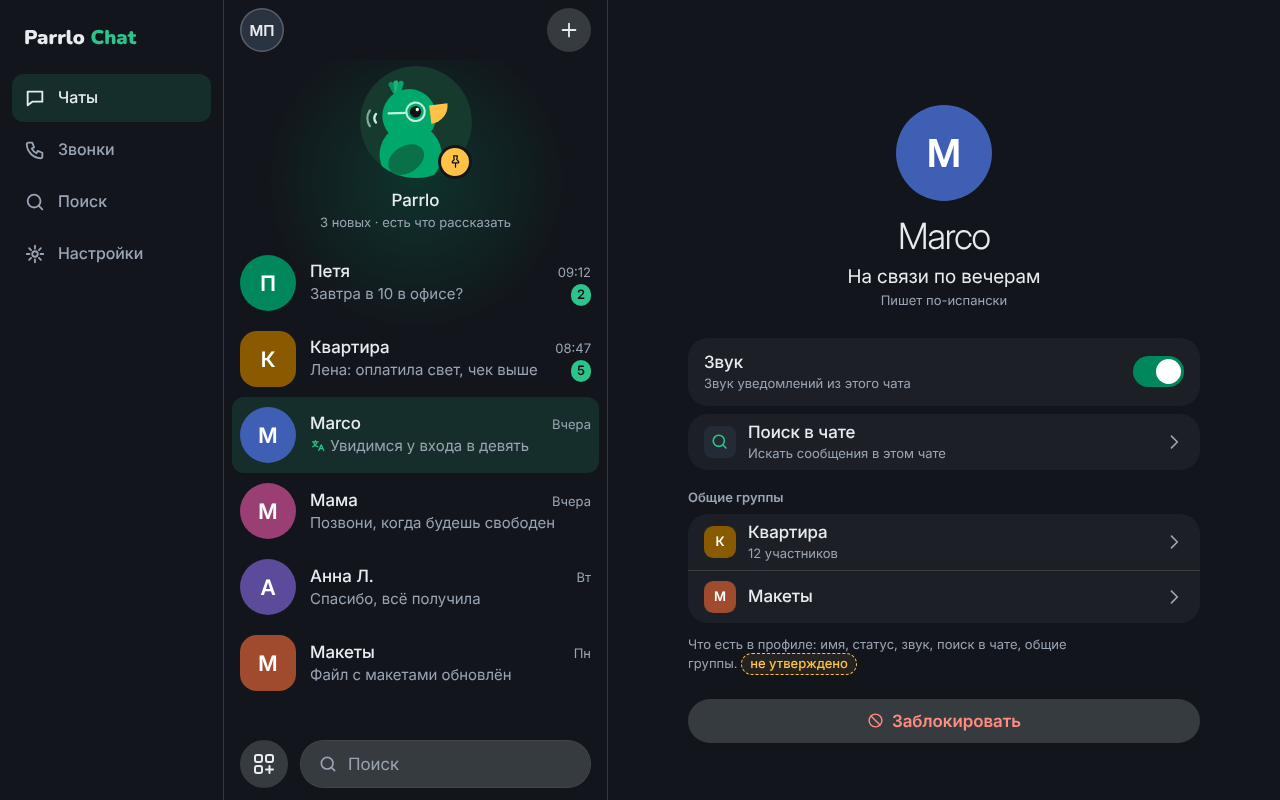 Parrlo Chat
Чаты
Звонки
Поиск
Настройки
МП
Parrlo
3 новых · есть что рассказать
П
Петя
09:12
Завтра в 10 в офисе?
2
К
Квартира
08:47
Лена: оплатила свет, чек выше
5
M
Marco
Вчера
Увидимся у входа в девять
М
Мама
Вчера
Позвони, когда будешь свободен
А
Анна Л.
Вт
Спасибо, всё получила
М
Макеты
Пн
Файл с макетами обновлён
Поиск
M
Marco
На связи по вечерам
Пишет по-испански
Звук
Звук уведомлений из этого чата
Поиск в чате
Искать сообщения в этом чате
Общие группы
К
Квартира
12 участников
М
Макеты
Что есть в профиле: имя, статус, звук, поиск в чате, общие
группы. не утверждено
Заблокировать